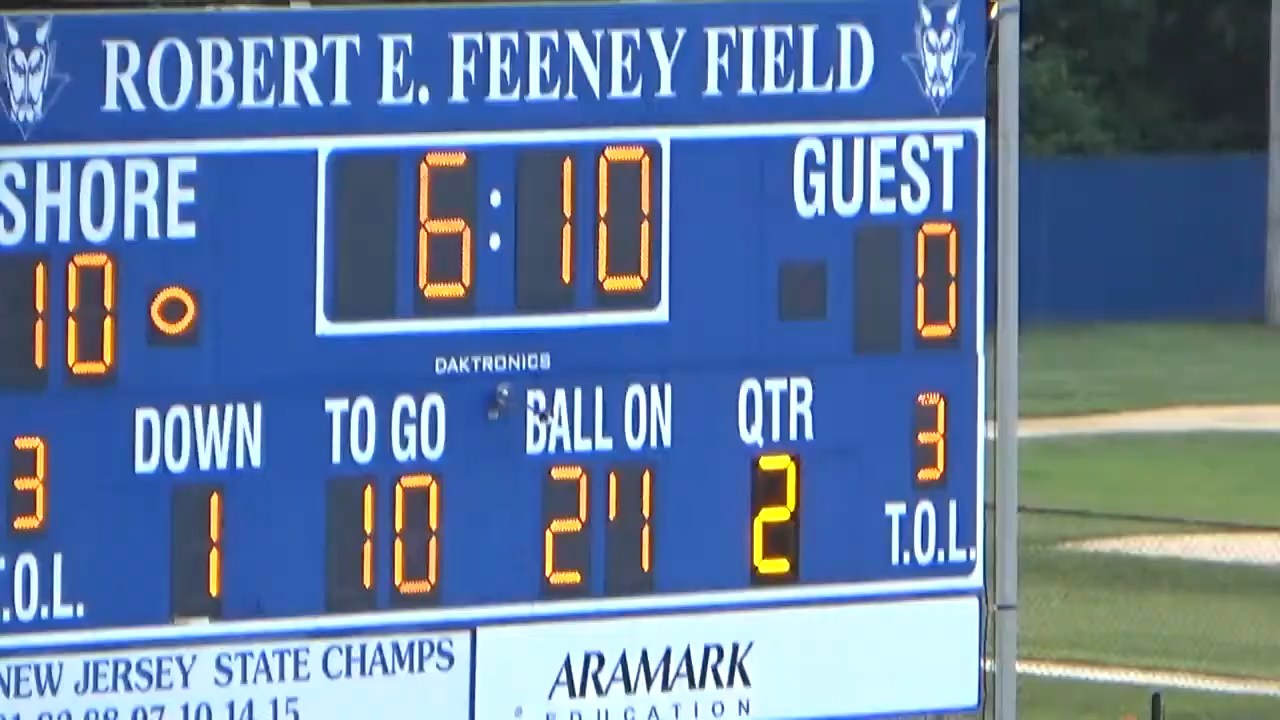 ROBERT E. FEENEY FIELD
SHORE 6:10 GUEST
10 0
DAKTRONICS
DOWN TO GO BALL ON QTR
3 1 10 2 3
T.O.L. T.O.L.
NEW JERSEY STATE CHAMPS
ARAMARK
EDUCATION